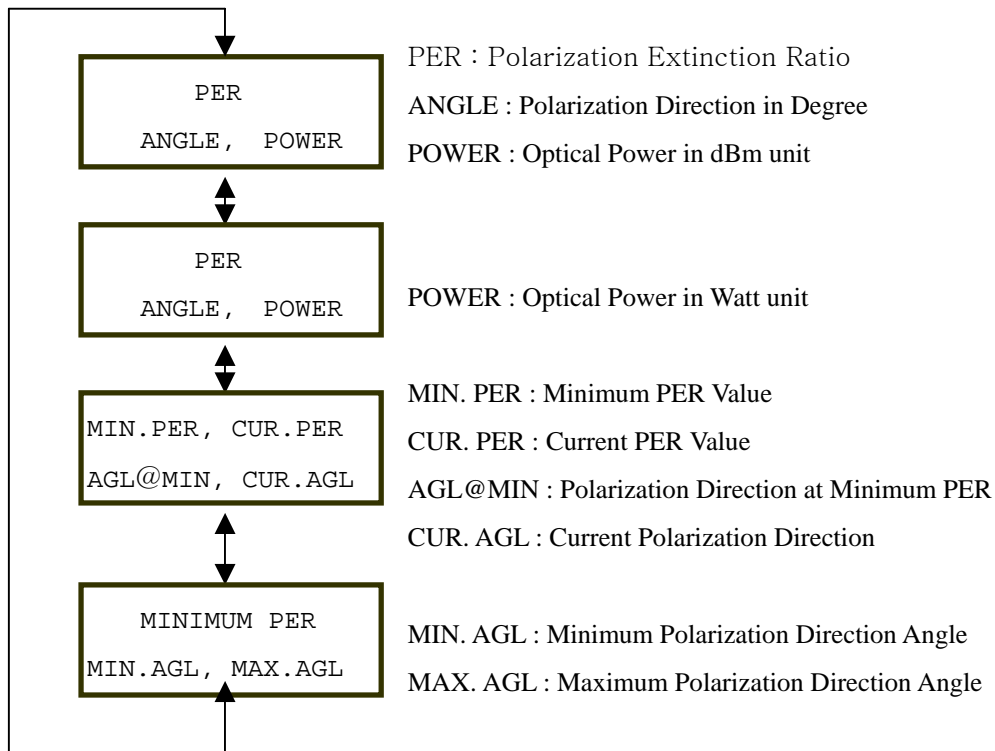 PER
ANGLE, POWER
PER : Polarization Extinction Ratio
ANGLE : Polarization Direction in Degree
POWER : Optical Power in dBm unit
PER
ANGLE, POWER
POWER : Optical Power in Watt unit
MIN.PER, CUR.PER
AGL@MIN, CUR.AGL
MIN. PER : Minimum PER Value
CUR. PER : Current PER Value
AGL@MIN : Polarization Direction at Minimum PER
CUR. AGL : Current Polarization Direction
MINIMUM PER
MIN.AGL, MAX.AGL
MIN. AGL : Minimum Polarization Direction Angle
MAX. AGL : Maximum Polarization Direction Angle